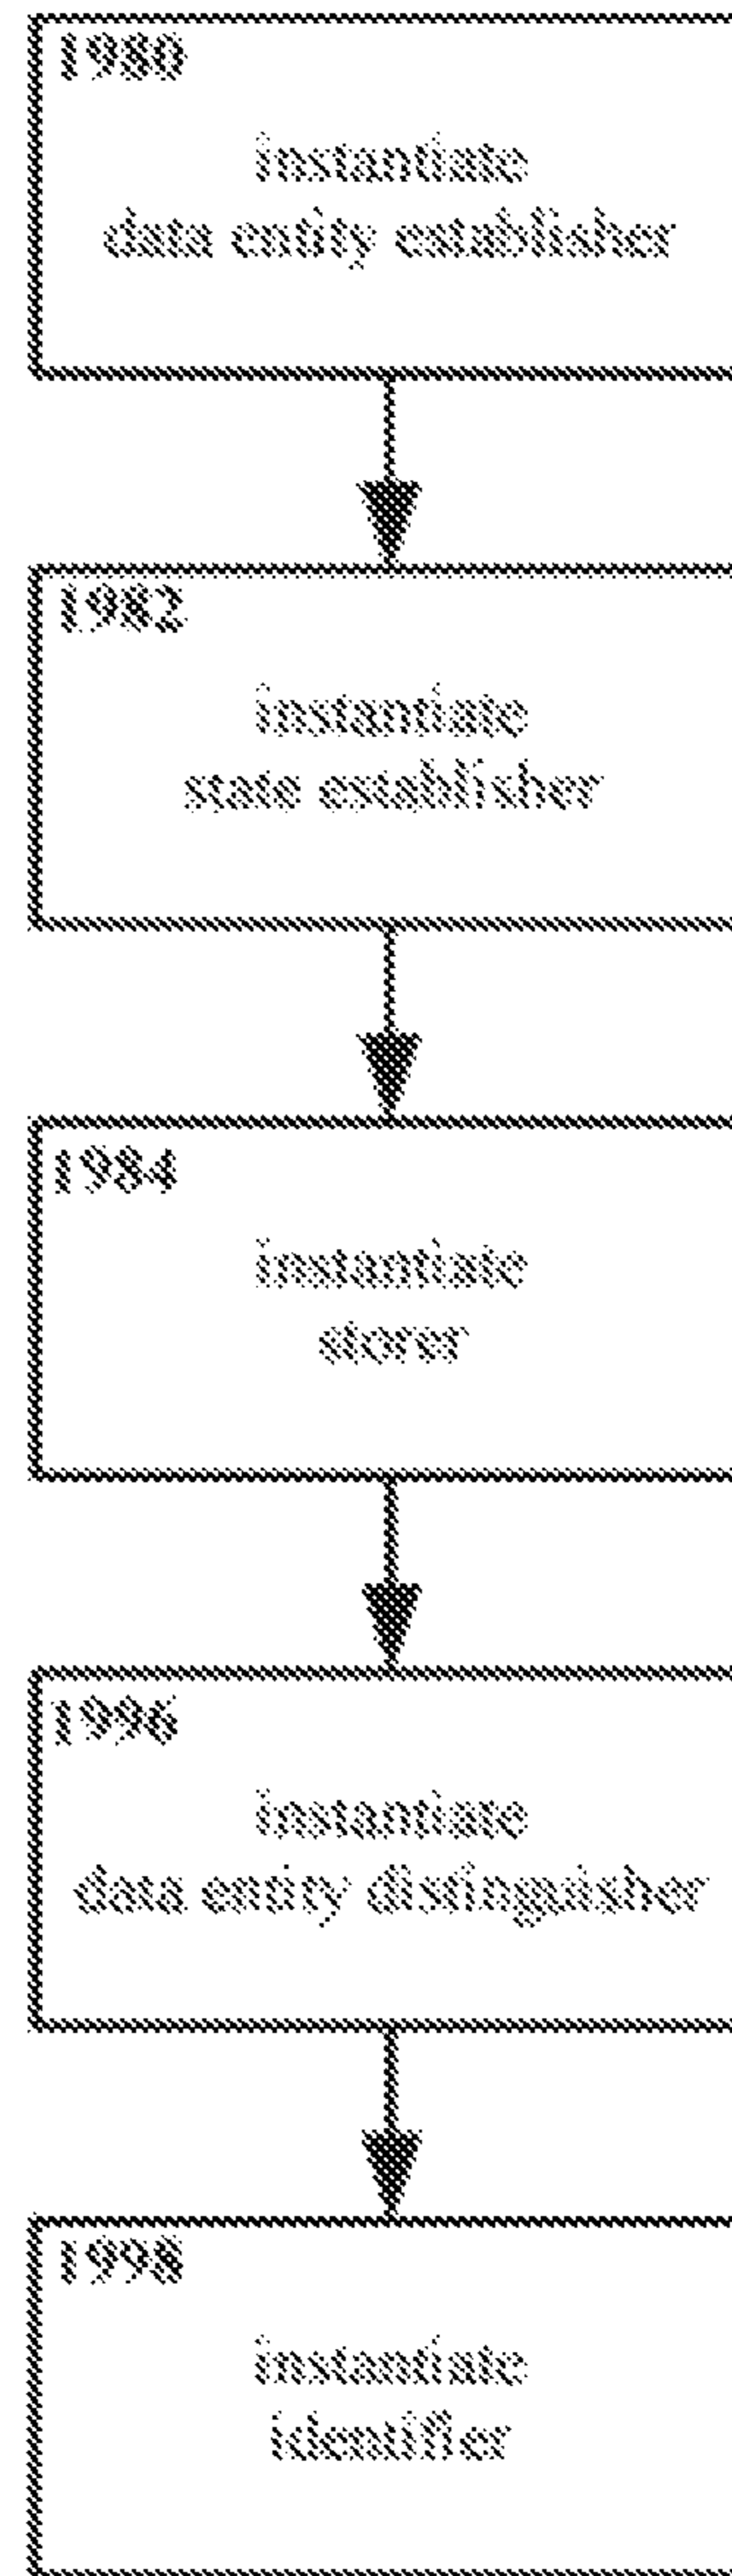 1980
instantiate
data entity establisher
1982
instantiate
state establisher
1984
instantiate
storer
1996
instantiate
data entity distinguisher
1998
instantiate
identifier